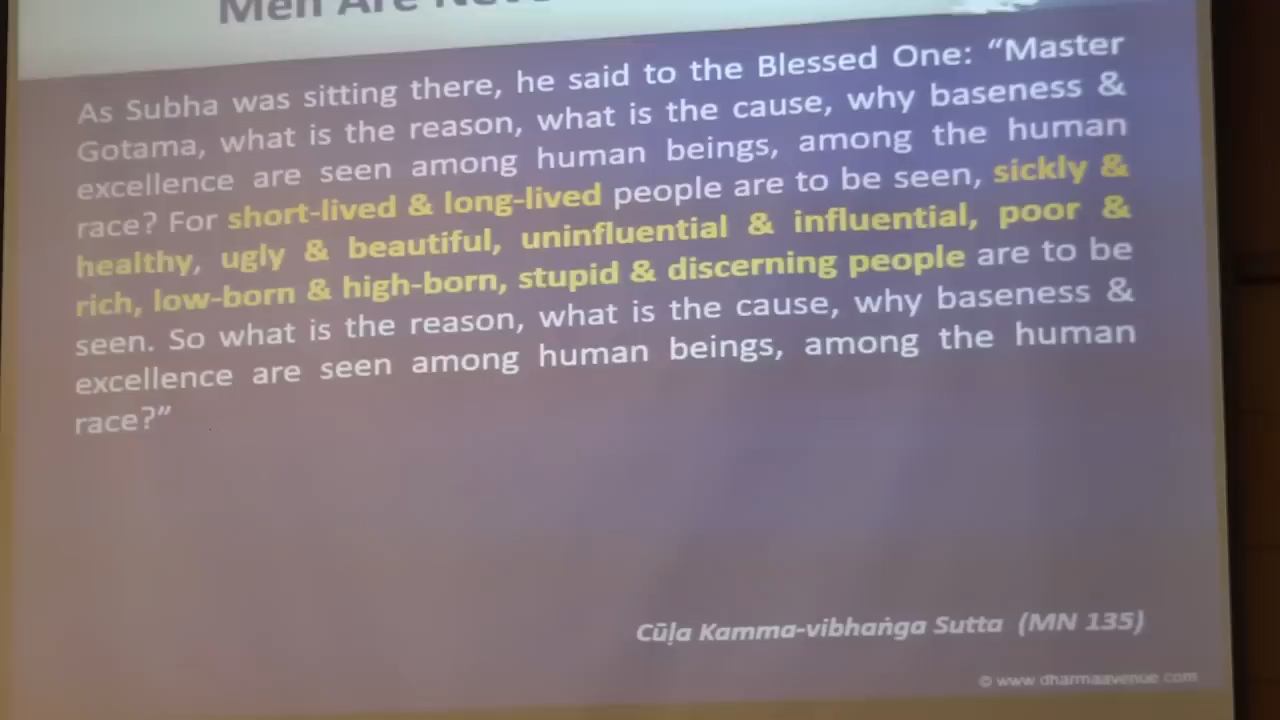 Men Are
As Subha was sitting there, he said to the Blessed One: “Master
Gotama, what is the reason, what is the cause, why baseness &
excellence are seen among human beings, among the human
race? For short-lived & long-lived people are to be seen, sickly &
healthy, ugly & beautiful, uninfluential & influential, poor &
rich, low-born & high-born, stupid & discerning people are to be
seen. So what is the reason, what is the cause, why baseness &
excellence are seen among human beings, among the human
race?”
Cūḷa Kamma-vibhaṅga Sutta (MN 135)
© www.dharmaavenue.com